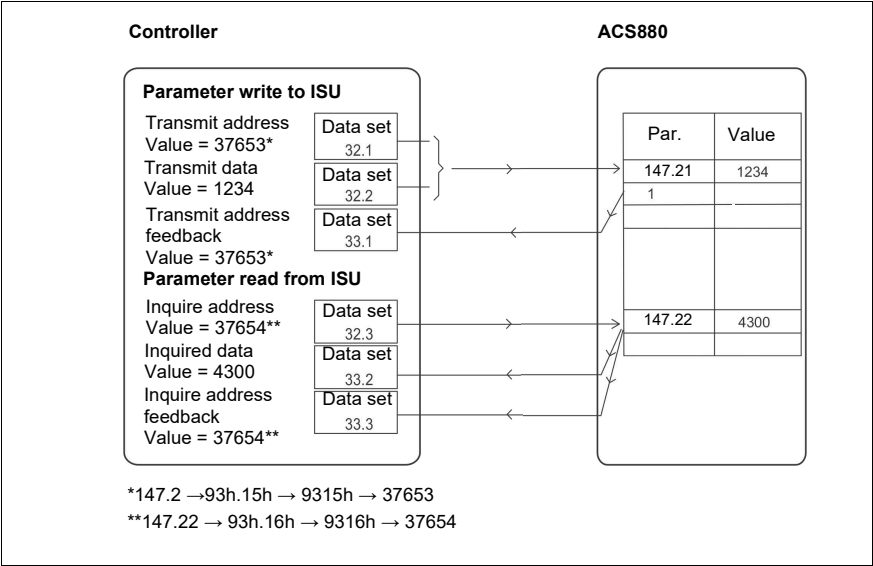 Controller
ACS880
Parameter write to ISU
Transmit address
Value = 37653*
Data set
32.1
Transmit data
Value = 1234
Data set
32.2
Transmit address
feedback
Value = 37653*
Data set
33.1
Parameter read from ISU
Inquire address
Value = 37654**
Data set
32.3
Inquired data
Value = 4300
Data set
33.2
Inquire address
feedback
Value = 37654**
Data set
33.3
Par. Value
147.21 1234
1
147.22 4300
*147.2 →93h.15h → 9315h → 37653
**147.22 → 93h.16h → 9316h → 37654